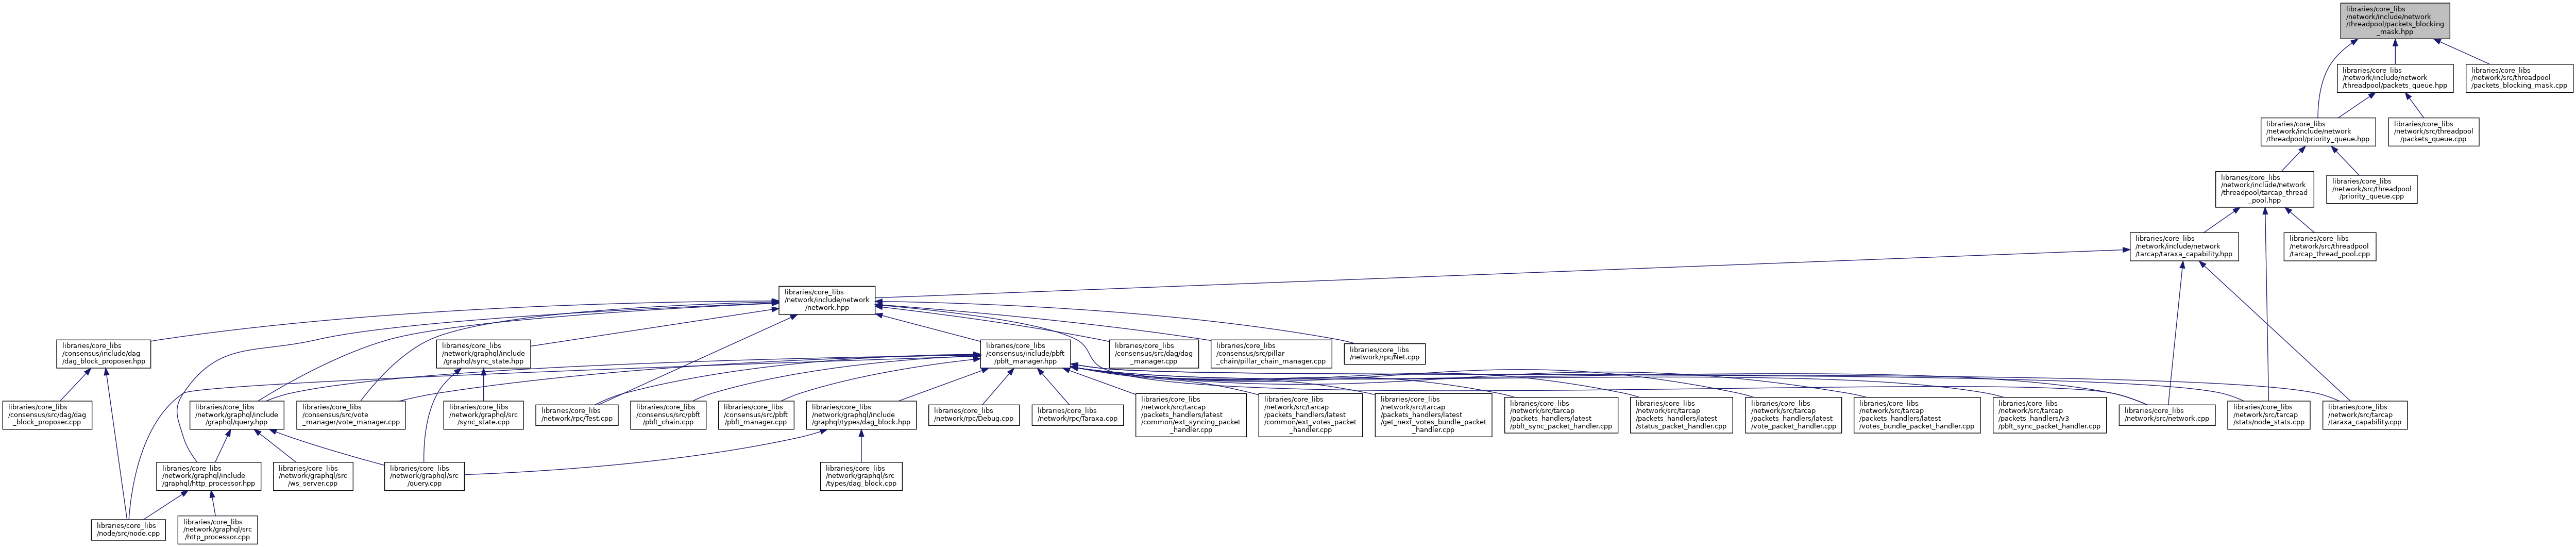 libraries/core_libs
/network/include/network
/threadpool/packets_blocking
_mask.hpp
libraries/core_libs
/network/include/network
/threadpool/packets_queue.hpp
libraries/core_libs
/network/src/threadpool
/packets_blocking_mask.cpp
libraries/core_libs
/network/include/network
/threadpool/priority_queue.hpp
libraries/core_libs
/network/src/threadpool
/packets_queue.cpp
libraries/core_libs
/network/include/network
/threadpool/tarcap_thread
_pool.hpp
libraries/core_libs
/network/src/threadpool
/priority_queue.cpp
libraries/core_libs
/network/include/network
/tarcap/taraxa_capability.hpp
libraries/core_libs
/network/src/threadpool
/tarcap_thread_pool.cpp
libraries/core_libs
/network/include/network
/network.hpp
libraries/core_libs
/consensus/include/dag
/dag_block_proposer.hpp
libraries/core_libs
/network/graphql/include
/graphql/sync_state.hpp
libraries/core_libs
/consensus/include/pbft
/pbft_manager.hpp
libraries/core_libs
/consensus/src/dag/dag
_manager.cpp
libraries/core_libs
/consensus/src/pillar
_chain/pillar_chain_manager.cpp
libraries/core_libs
/network/rpc/Net.cpp
libraries/core_libs
/consensus/src/dag/dag
_block_proposer.cpp
libraries/core_libs
/network/graphql/include
/graphql/query.hpp
libraries/core_libs
/consensus/src/vote
_manager/vote_manager.cpp
libraries/core_libs
/network/graphql/src
/sync_state.cpp
libraries/core_libs
/network/rpc/Test.cpp
libraries/core_libs
/consensus/src/pbft
/pbft_chain.cpp
libraries/core_libs
/consensus/src/pbft
/pbft_manager.cpp
libraries/core_libs
/network/graphql/include
/graphql/types/dag_block.hpp
libraries/core_libs
/network/rpc/Debug.cpp
libraries/core_libs
/network/rpc/Taraxa.cpp
libraries/core_libs
/network/src/tarcap
/packets_handlers/latest
/common/ext_syncing_packet
_handler.cpp
libraries/core_libs
/network/src/tarcap
/packets_handlers/latest
/common/ext_votes_packet
_handler.cpp
libraries/core_libs
/network/src/tarcap
/packets_handlers/latest
/get_next_votes_bundle_packet
_handler.cpp
libraries/core_libs
/network/src/tarcap
/packets_handlers/latest
/pbft_sync_packet_handler.cpp
libraries/core_libs
/network/src/tarcap
/packets_handlers/latest
/status_packet_handler.cpp
libraries/core_libs
/network/src/tarcap
/packets_handlers/latest
/vote_packet_handler.cpp
libraries/core_libs
/network/src/tarcap
/packets_handlers/latest
/votes_bundle_packet_handler.cpp
libraries/core_libs
/network/src/tarcap
/packets_handlers/v3
/pbft_sync_packet_handler.cpp
libraries/core_libs
/network/src/network.cpp
libraries/core_libs
/network/src/tarcap
/stats/node_stats.cpp
libraries/core_libs
/network/src/tarcap
/taraxa_capability.cpp
libraries/core_libs
/network/graphql/include
/graphql/http_processor.hpp
libraries/core_libs
/network/graphql/src
/ws_server.cpp
libraries/core_libs
/network/graphql/src
/query.cpp
libraries/core_libs
/network/graphql/src
/types/dag_block.cpp
libraries/core_libs
/node/src/node.cpp
libraries/core_libs
/network/graphql/src
/http_processor.cpp